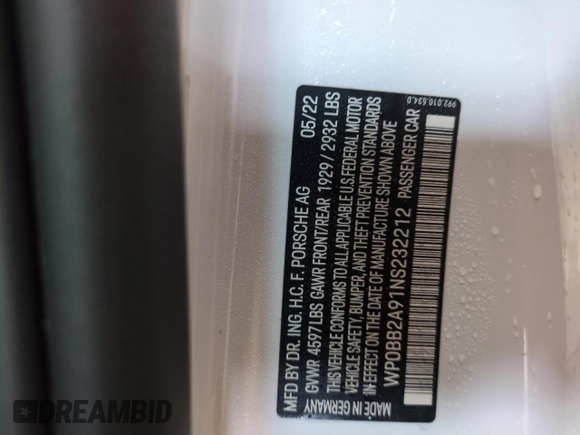 992.010.534.0
MFD BY DR. ING. H.C. F. PORSCHE AG 05/22
GVWR 4597LBS GAWR FRONT/REAR 1929 / 2932 LBS
THIS VEHICLE CONFORMS TO ALL APPLICABLE U.S.FEDERAL MOTOR
VEHICLE SAFETY, BUMPER, AND THEFT PREVENTION STANDARDS
IN EFFECT ON THE DATE OF MANUFACTURE SHOWN ABOVE
WP0BB2A91NS232212 PASSENGER CAR
MADE IN GERMANY
DREAMBID